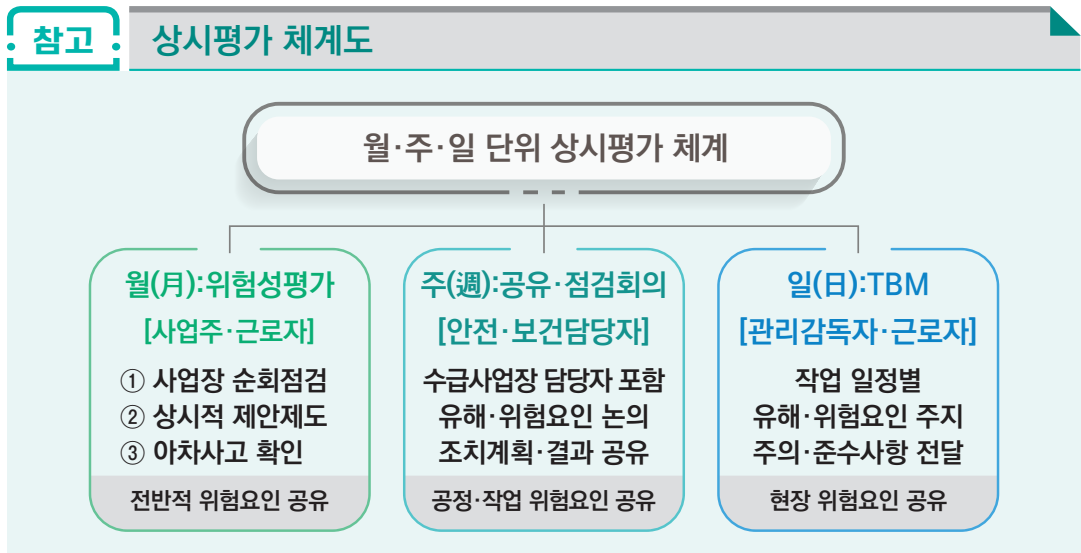 참고
상시평가 체계도
월·주·일 단위 상시평가 체계
월(月):위험성평가
[사업주·근로자]
① 사업장 순회점검
② 상시적 제안제도
③ 아차사고 확인
전반적 위험요인 공유
주(週):공유·점검회의
[안전·보건담당자]
수급사업장 담당자 포함
유해·위험요인 논의
조치계획·결과 공유
공정·작업 위험요인 공유
일(日):TBM
[관리감독자·근로자]
작업 일정별
유해·위험요인 주지
주의·준수사항 전달
현장 위험요인 공유